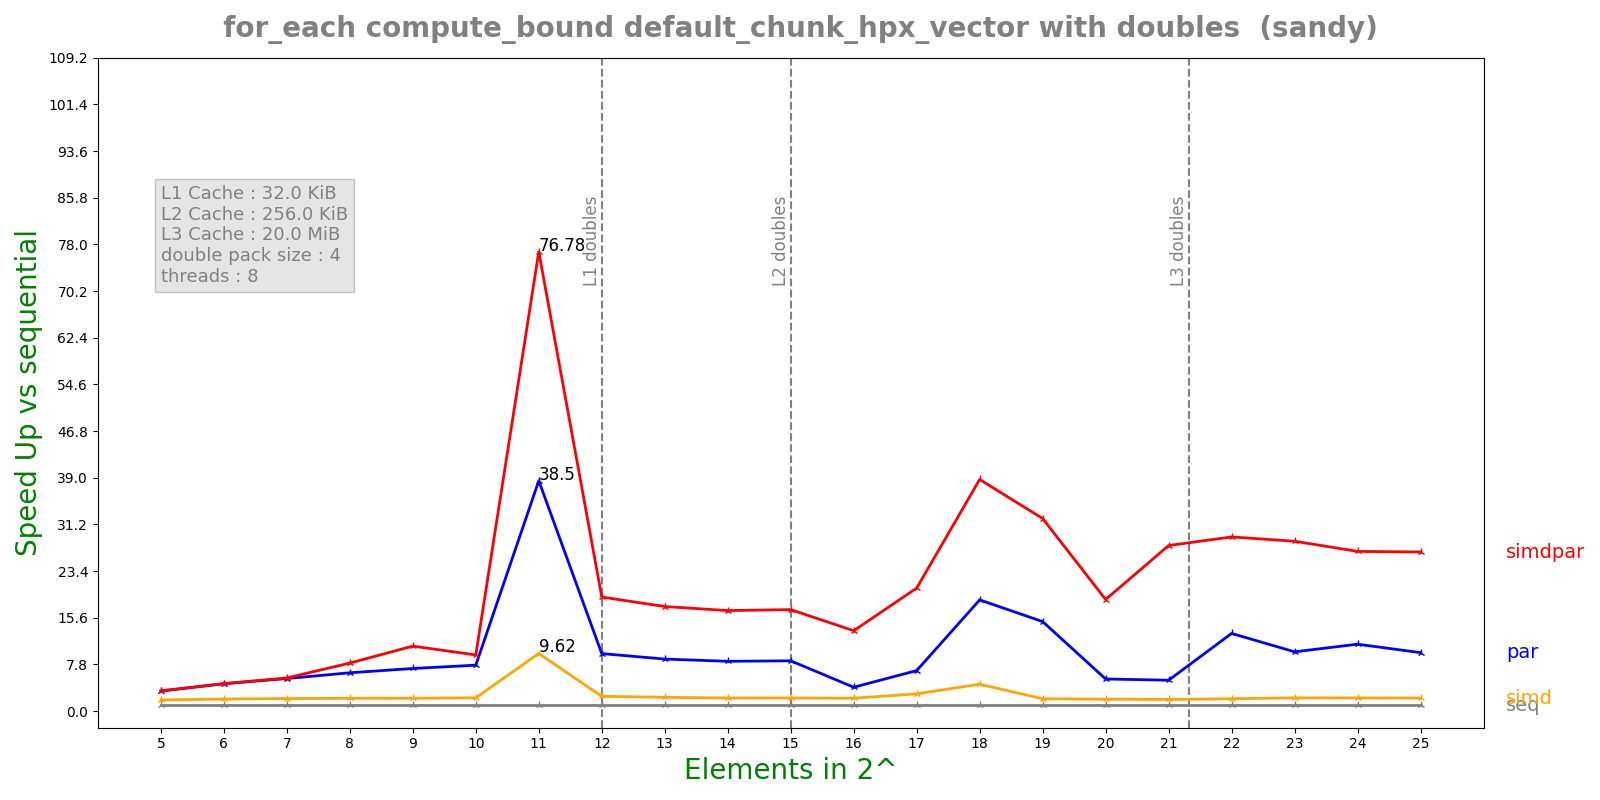 for_each compute_bound default_chunk_hpx_vector with doubles  (sandy)
109.2
101.4
93.6
85.8
78.0
70.2
62.4
54.6
46.8
39.0
31.2
23.4
15.6
7.8
0.0
Speed Up vs sequential
L1 Cache : 32.0 KiB
L2 Cache : 256.0 KiB
L3 Cache : 20.0 MiB
double pack size : 4
threads : 8
76.78
38.5
9.62
L1 doubles
L2 doubles
L3 doubles
simdpar
par
simd
seq
5 6 7 8 9 10 11 12 13 14 15 16 17 18 19 20 21 22 23 24 25
Elements in 2^